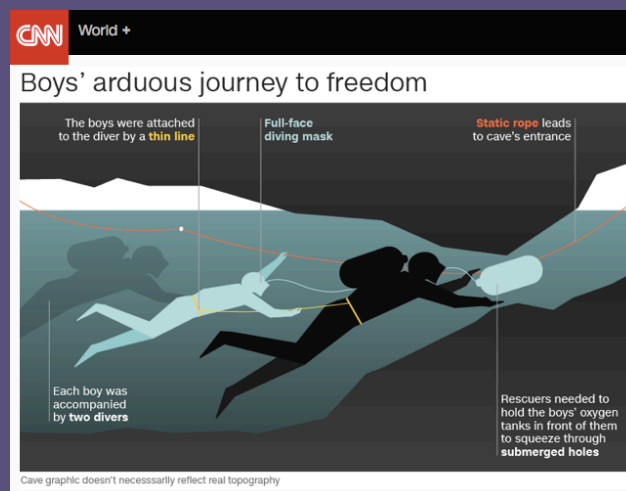 CNN World +
Boys' arduous journey to freedom
The boys were attached
to the diver by a thin line
Full-face
diving mask
Static rope leads
to cave's entrance
Each boy was
accompanied
by two divers
Rescuers needed to
hold the boys' oxygen
tanks in front of them
to squeeze through
submerged holes
Cave graphic doesn't necesssarily reflect real topography